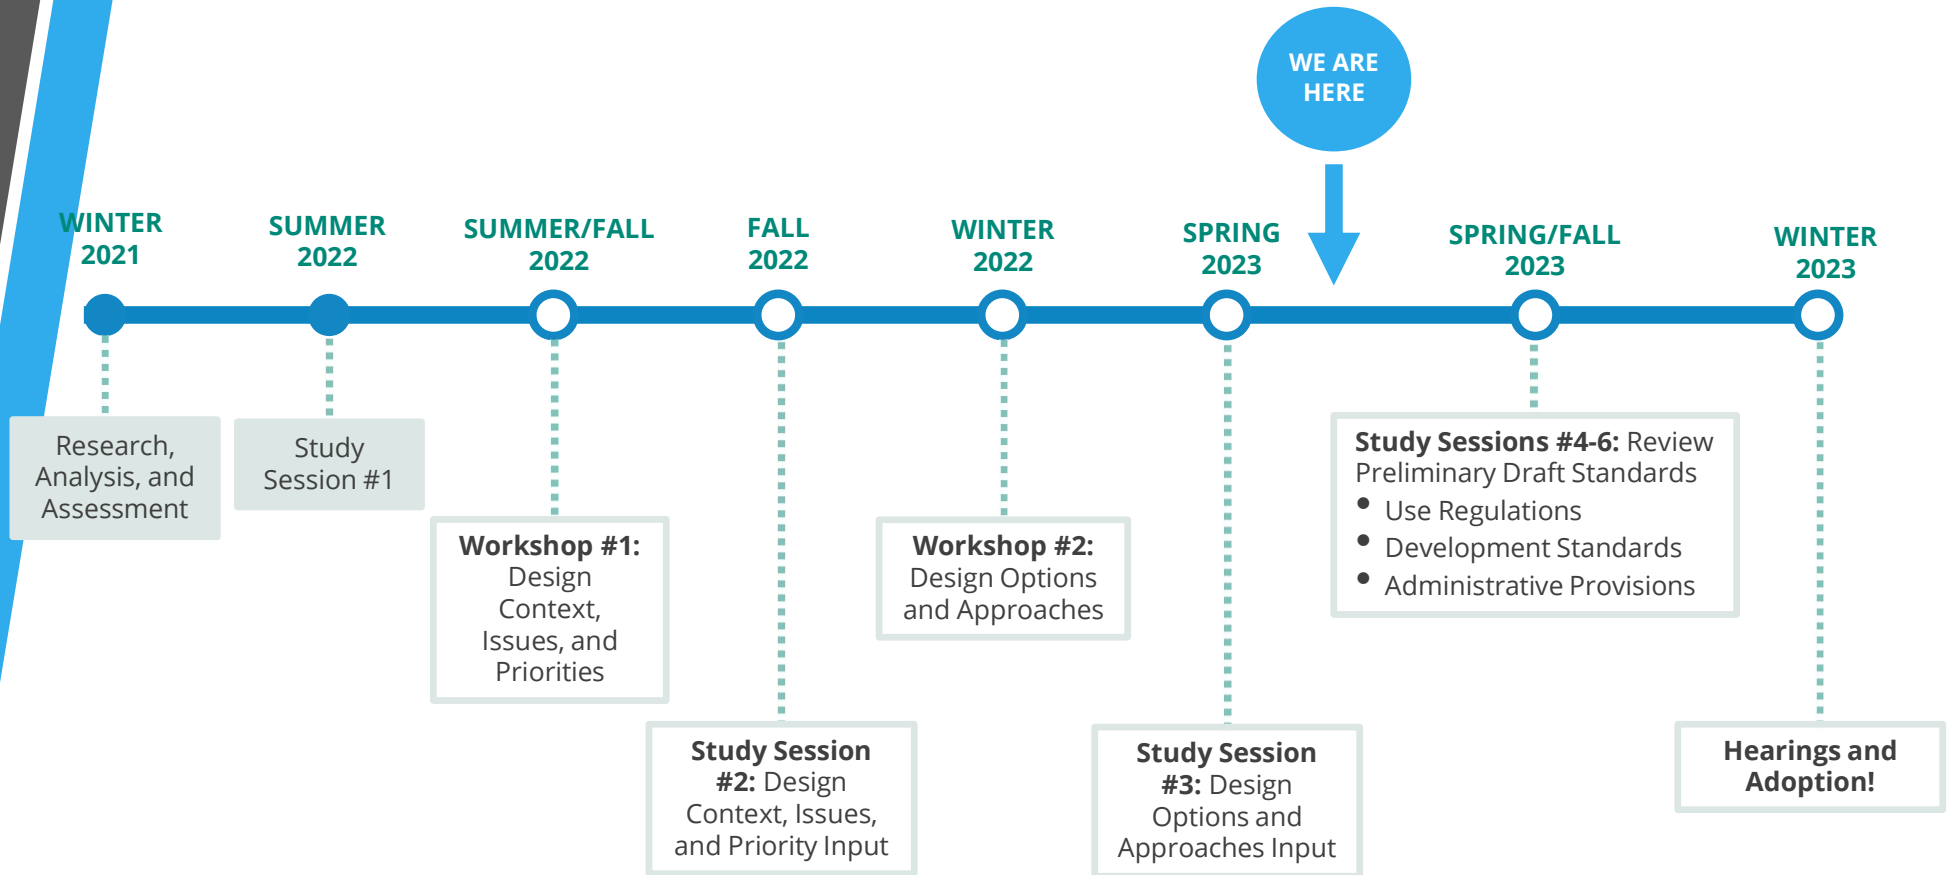 WE ARE
HERE
WINTER
2021
SUMMER
2022
SUMMER/FALL
2022
FALL
2022
WINTER
2022
SPRING
2023
SPRING/FALL
2023
WINTER
2023
Research,
Analysis, and
Assessment
Study
Session #1
Workshop #1:
Design
Context,
Issues, and
Priorities
Study Session
#2: Design
Context, Issues,
and Priority Input
Workshop #2:
Design Options
and Approaches
Study Session
#3: Design
Options and
Approaches Input
Study Sessions #4-6: Review
Preliminary Draft Standards
• Use Regulations
• Development Standards
• Administrative Provisions
Hearings and
Adoption!